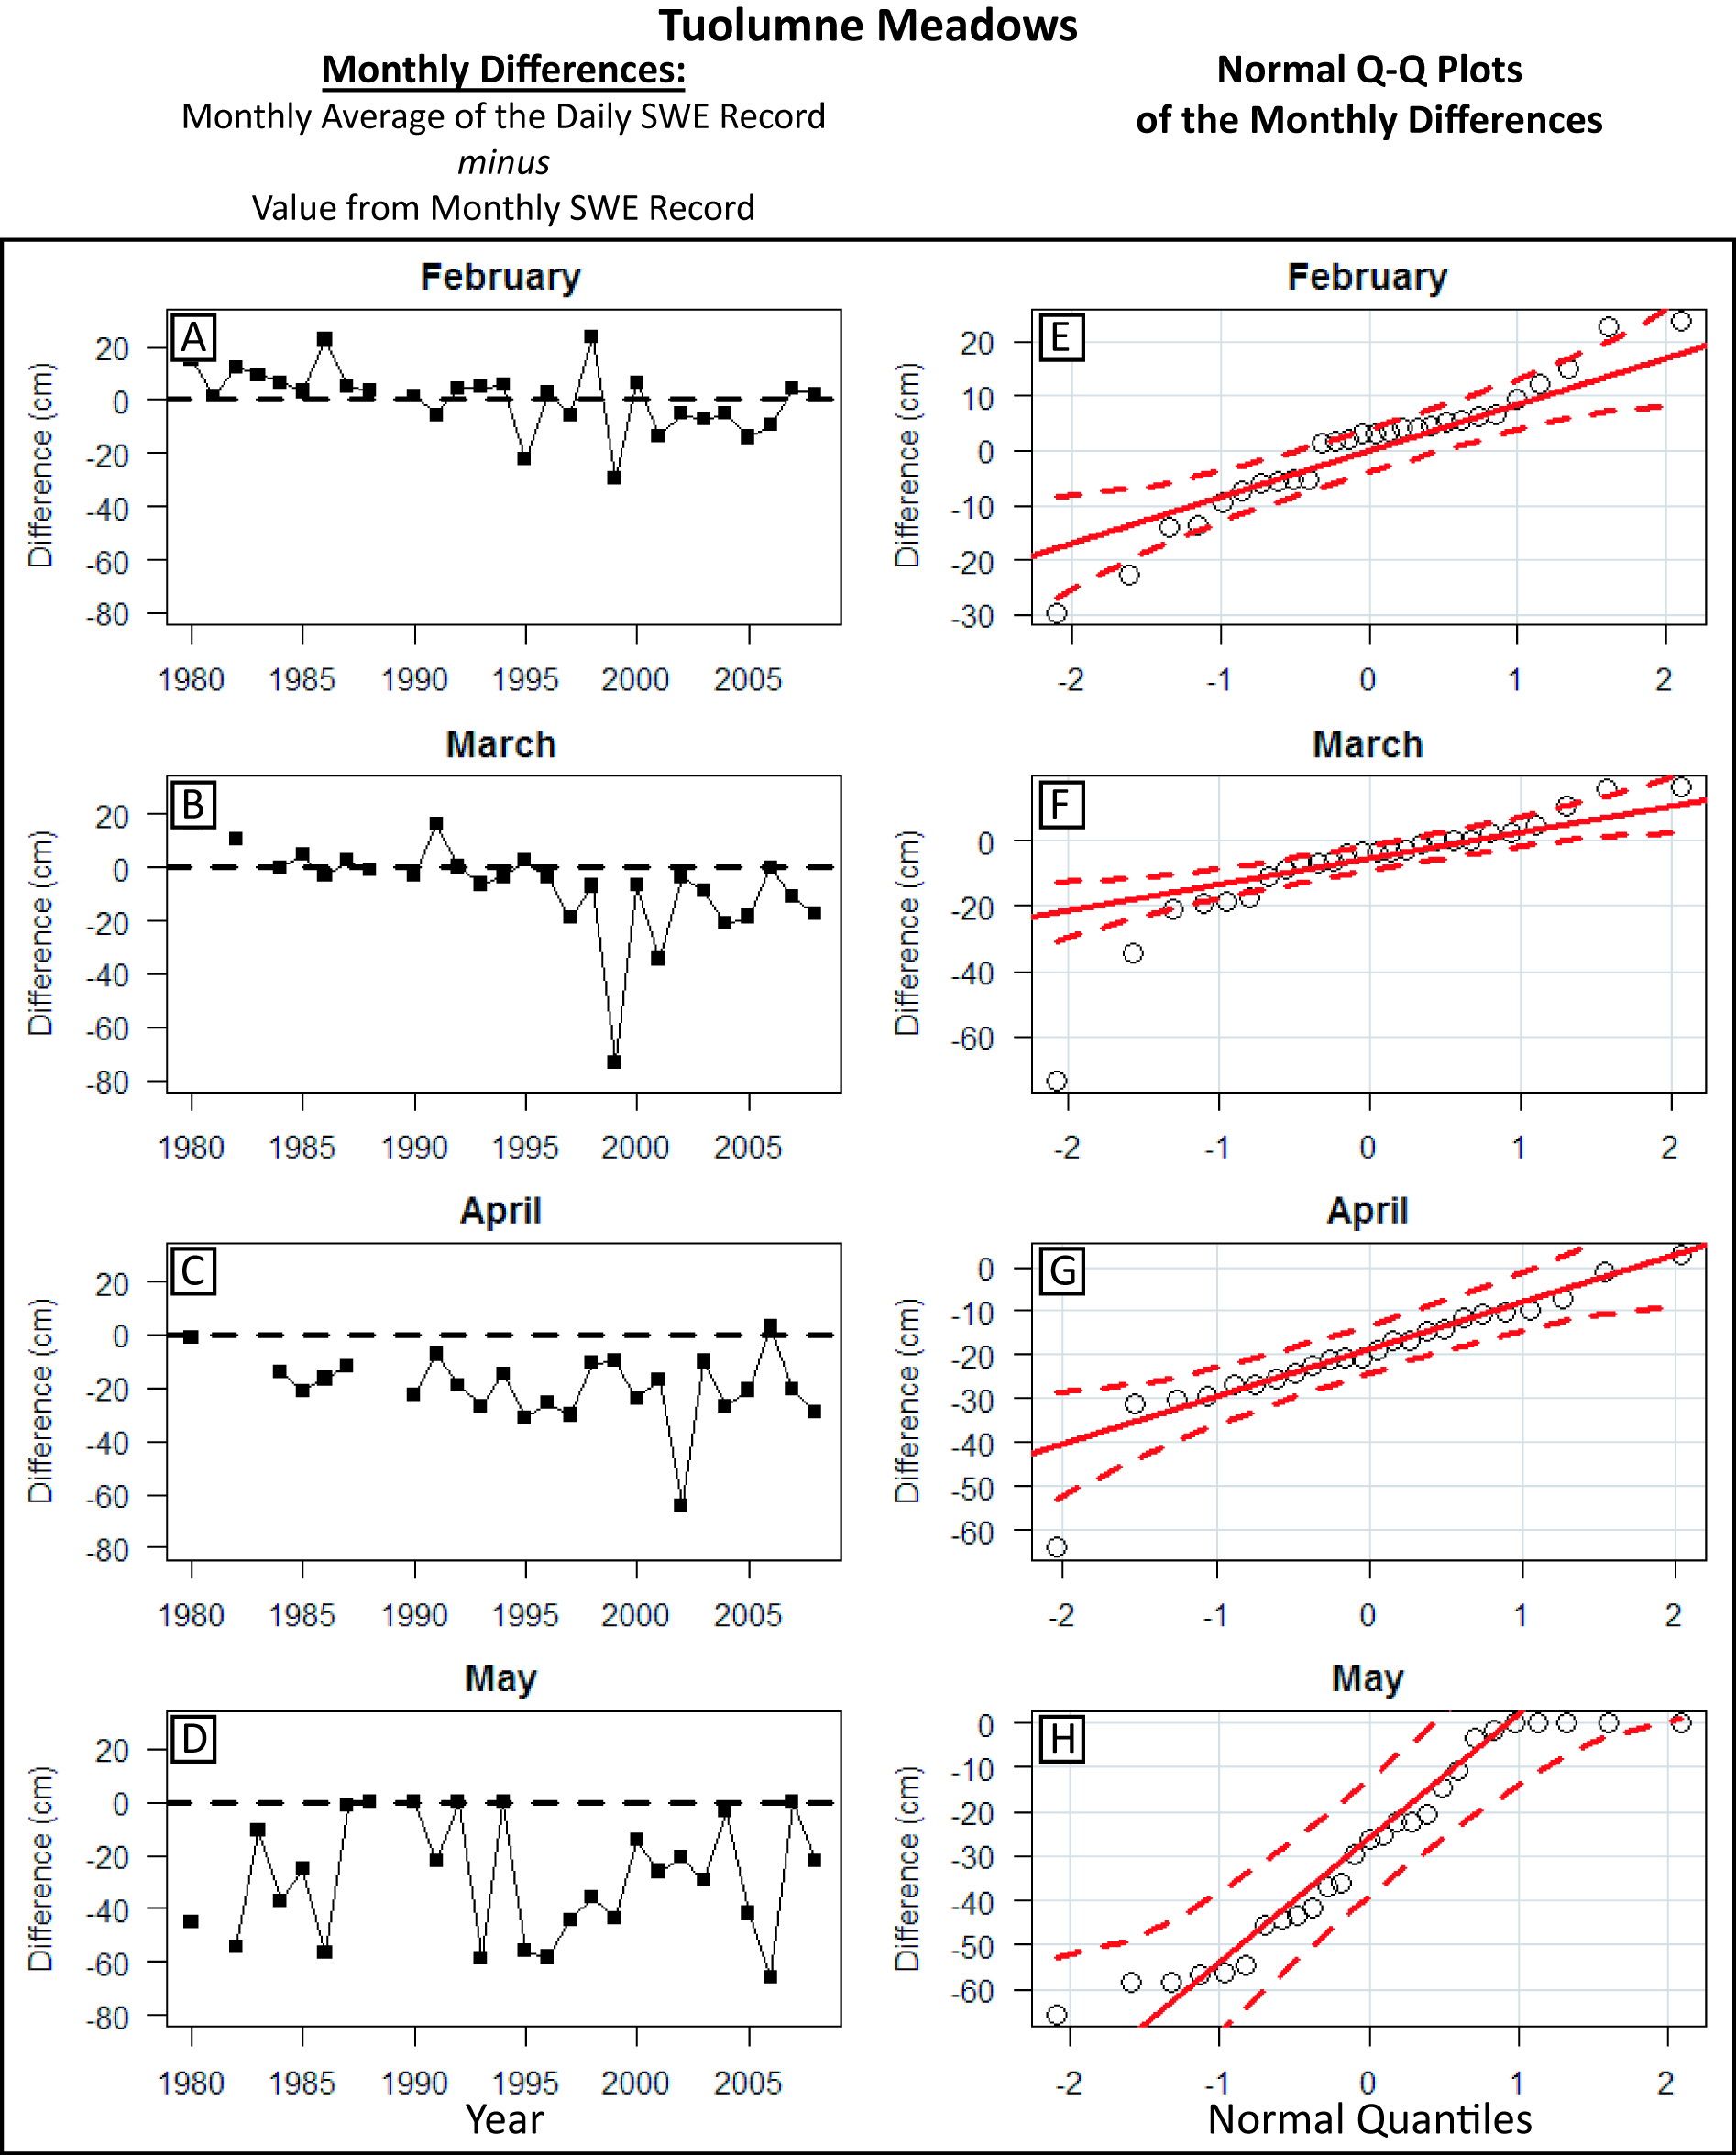 Tuolumne Meadows
Monthly Differences:
Monthly Average of the Daily SWE Record
minus
Value from Monthly SWE Record
Normal Q-Q Plots
of the Monthly Differences
February
A
Difference (cm)
20
0
-20
-40
-60
-80
1980 1985 1990 1995 2000 2005
February
E
Difference (cm)
20
10
0
-10
-20
-30
-2 -1 0 1 2
March
B
Difference (cm)
20
0
-20
-40
-60
-80
1980 1985 1990 1995 2000 2005
March
F
Difference (cm)
0
-20
-40
-60
-2 -1 0 1 2
April
C
Difference (cm)
20
0
-20
-40
-60
-80
1980 1985 1990 1995 2000 2005
April
G
Difference (cm)
0
-10
-20
-30
-40
-50
-60
-2 -1 0 1 2
May
D
Difference (cm)
20
0
-20
-40
-60
-80
1980 1985 1990 1995 2000 2005
Year
May
H
Difference (cm)
0
-10
-20
-30
-40
-50
-60
-2 -1 0 1 2
Normal Quantiles